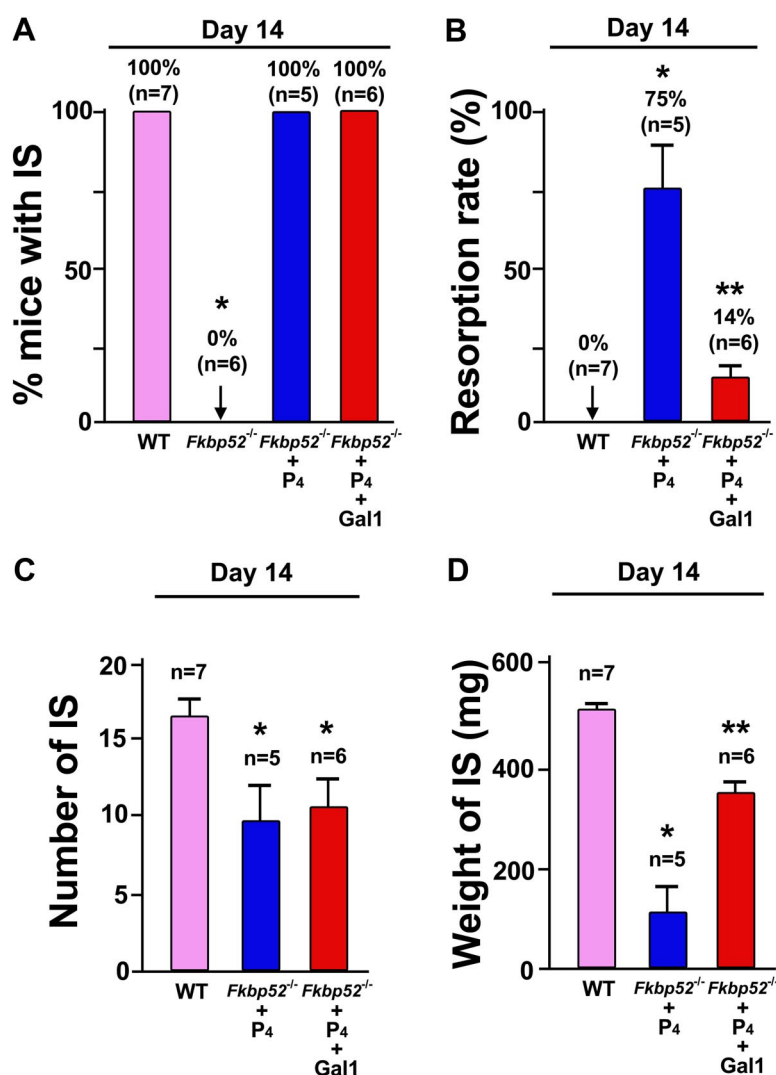 A
Day 14
100%
(n=7)
100%
(n=5)
100%
(n=6)
*
0%
(n=6)
% mice with IS
100
50
0
WT
Fkbp52-/-
Fkbp52-/-
+
P4
Fkbp52-/-
+
P4
+
Gal1
B
Day 14
*
75%
(n=5)
**
14%
(n=6)
0%
(n=7)
Resorption rate (%)
100
50
0
WT
Fkbp52-/-
+
P4
Fkbp52-/-
+
P4
+
Gal1
C
Day 14
n=7
*
n=5
*
n=6
Number of IS
20
15
10
5
0
WT
Fkbp52-/-
+
P4
Fkbp52-/-
+
P4
+
Gal1
D
Day 14
n=7
*
n=5
**
n=6
Weight of IS (mg)
600
400
200
0
WT
Fkbp52-/-
+
P4
Fkbp52-/-
+
P4
+
Gal1